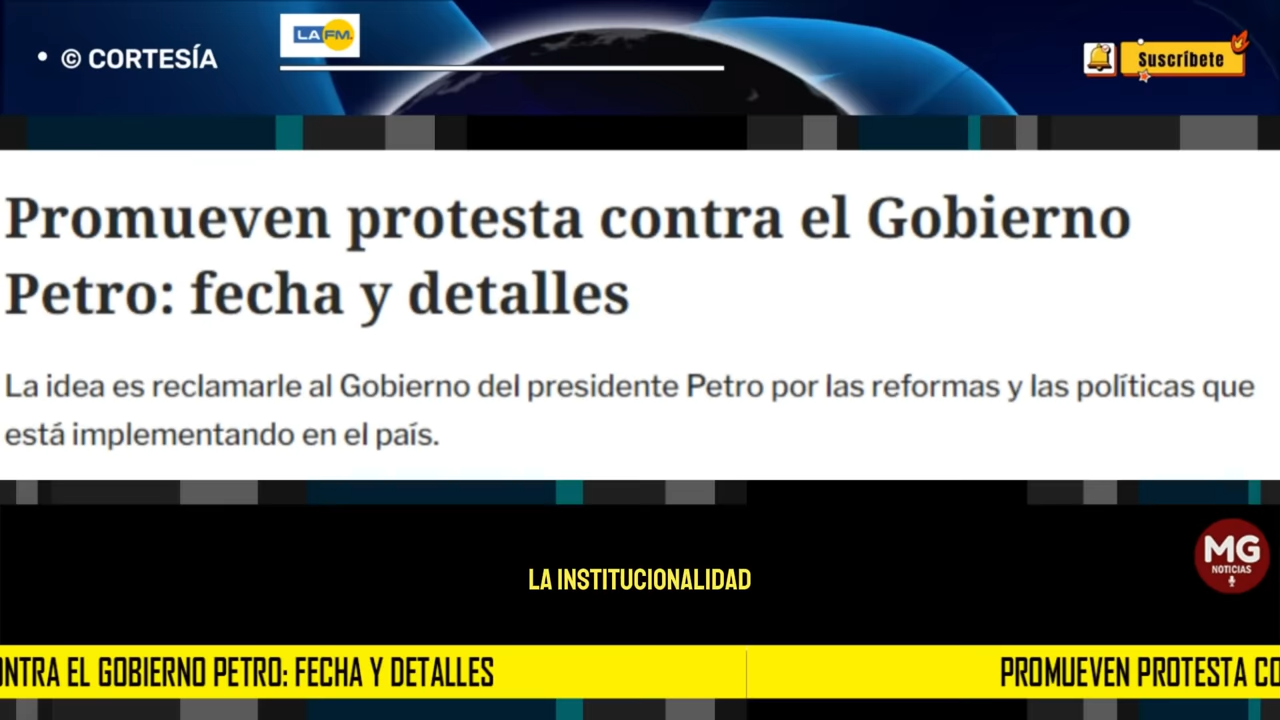 • © CORTESÍA
LA FM.
Suscríbete
Promueven protesta contra el Gobierno
Petro: fecha y detalles
La idea es reclamarle al Gobierno del presidente Petro por las reformas y las políticas que
está implementando en el país.
MG
NOTICIAS
LA INSTITUCIONALIDAD
ONTRA EL GOBIERNO PETRO: FECHA Y DETALLES
PROMUEVEN PROTESTA CO